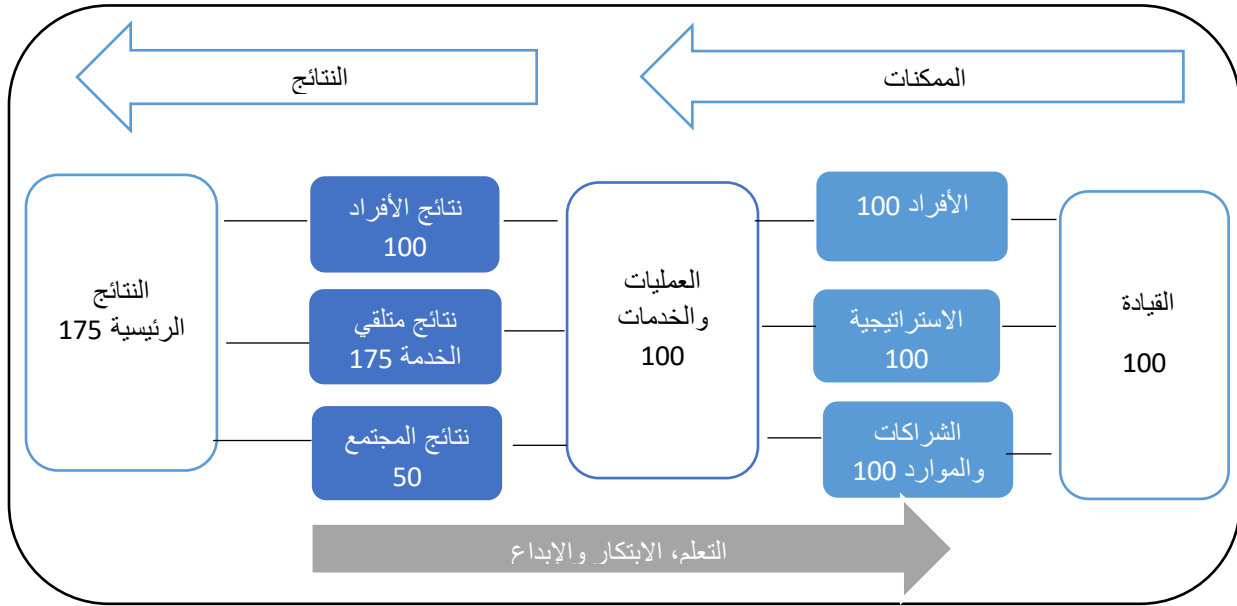 الممكنات
النتائج
القيادة
100
الأفراد 100
الاستراتيجية
100
الشراكات
والموارد 100
العمليات
والخدمات
100
نتائج الأفراد
100
نتائج متلقي
الخدمة 175
نتائج المجتمع
50
النتائج
الرئيسية 175
التعلم، الابتكار والإبداع